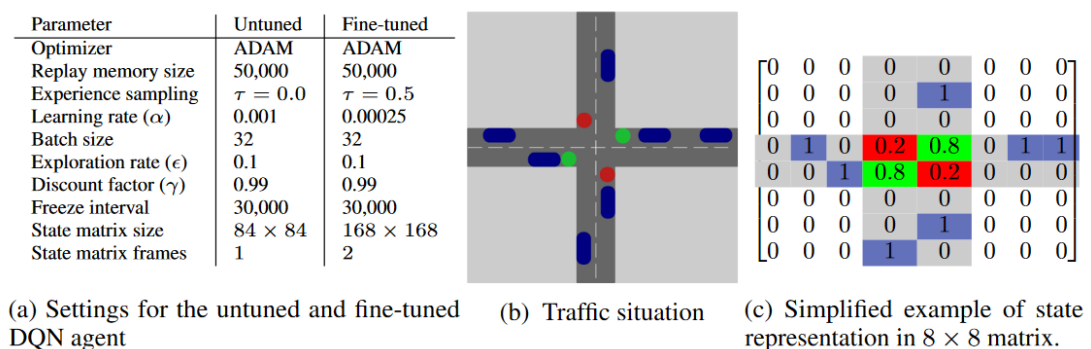 Parameter Untuned Fine-tuned
Optimizer ADAM ADAM
Replay memory size 50,000 50,000
Experience sampling τ = 0.0 τ = 0.5
Learning rate (α) 0.001 0.00025
Batch size 32 32
Exploration rate (ϵ) 0.1 0.1
Discount factor (γ) 0.99 0.99
Freeze interval 30,000 30,000
State matrix size 84 × 84 168 × 168
State matrix frames 1 2
(a) Settings for the untuned and fine-tuned
DQN agent
(b) Traffic situation
0 0 0 0 0 0 0 0
0 0 0 0 1 0 0 0
0 0 0 0 0 0 0 0
0 1 0 0.2 0.8 0 1 1
0 0 1 0.8 0.2 0 0 0
0 0 0 0 0 0 0 0
0 0 0 0 1 0 0 0
0 0 0 1 0 0 0 0
(c) Simplified example of state
representation in 8 × 8 matrix.